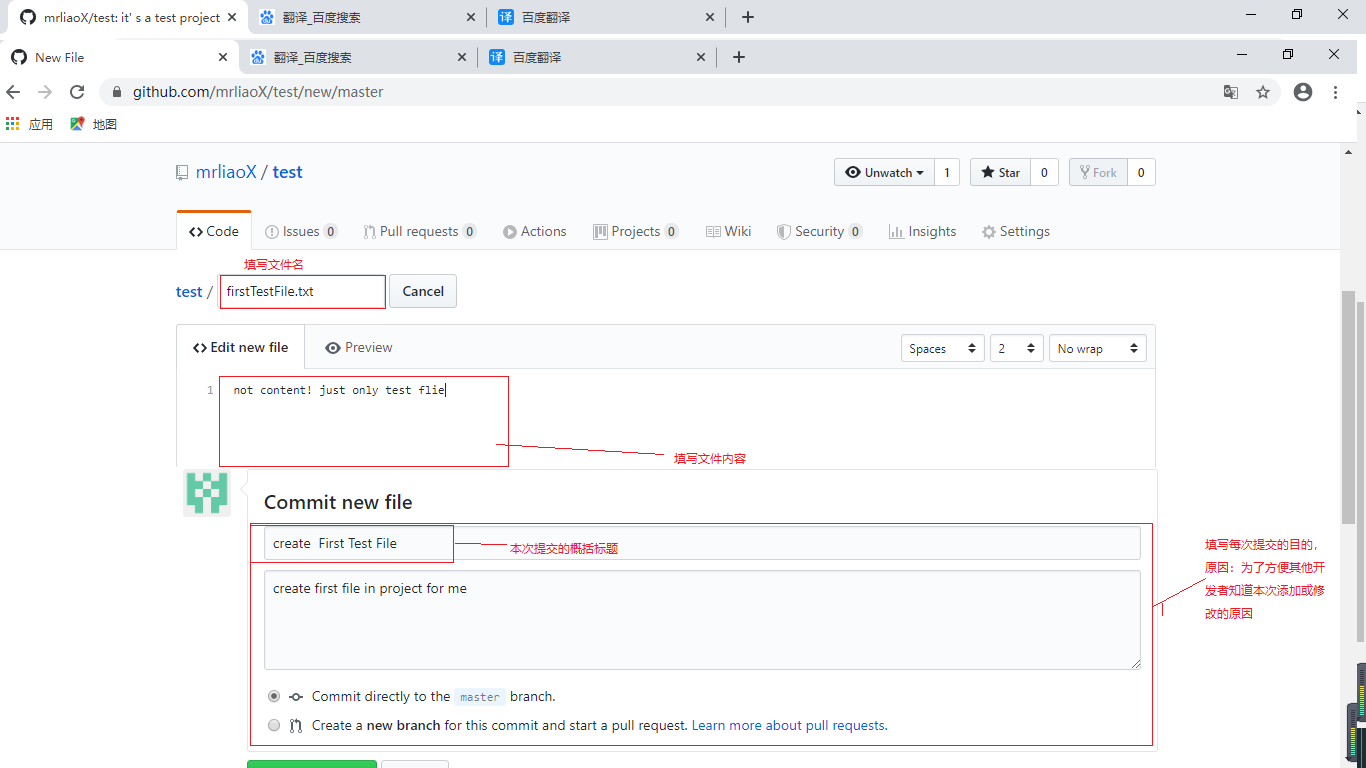 mrliaoX/test: it' s a test project
翻译_百度搜索
译 百度翻译
New File
翻译_百度搜索
译 百度翻译
github.com/mrliaoX/test/new/master
应用 地图
mrliaoX / test
Unwatch 1 Star 0 Fork 0
Code Issues 0 Pull requests 0 Actions Projects 0 Wiki Security 0 Insights Settings
填写文件名
test / firstTestFile.txt Cancel
Edit new file Preview Spaces 2 No wrap
1 not content! just only test flie
填写文件内容
Commit new file
create  First Test File
本次提交的概括标题
填写每次提交的目的，
原因：为了方便其他开
发者知道本次添加或修
改的原因
create first file in project for me
Commit directly to the master branch.
Create a new branch for this commit and start a pull request. Learn more about pull requests.